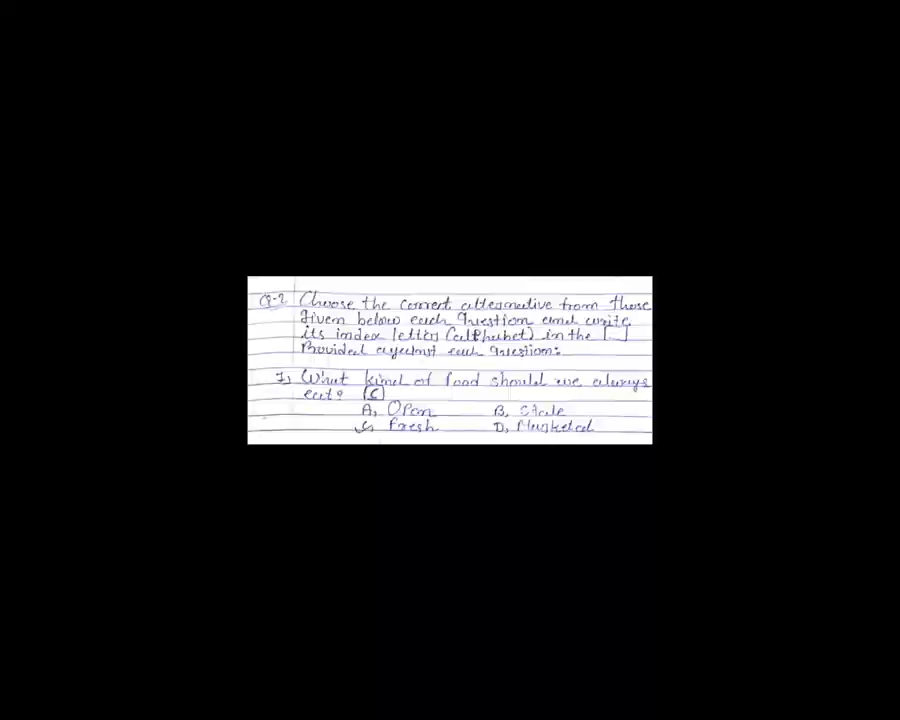 Q-2 Choose the correct alternative from those
given below each question and write
its index letter (alphabet) in the [ ]
Provided against each question:
1, What kind of food should we always
eat? [C]
A, Open B, Stale
C, Fresh D, Marketed